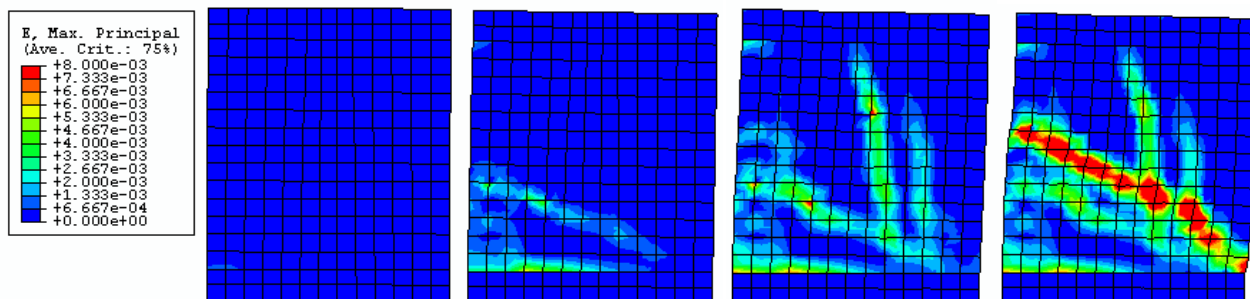 E, Max. Principal
(Ave. Crit.: 75%)
+8.000e-03
+7.333e-03
+6.667e-03
+6.000e-03
+5.333e-03
+4.667e-03
+4.000e-03
+3.333e-03
+2.667e-03
+2.000e-03
+1.333e-03
+6.667e-04
+0.000e+00